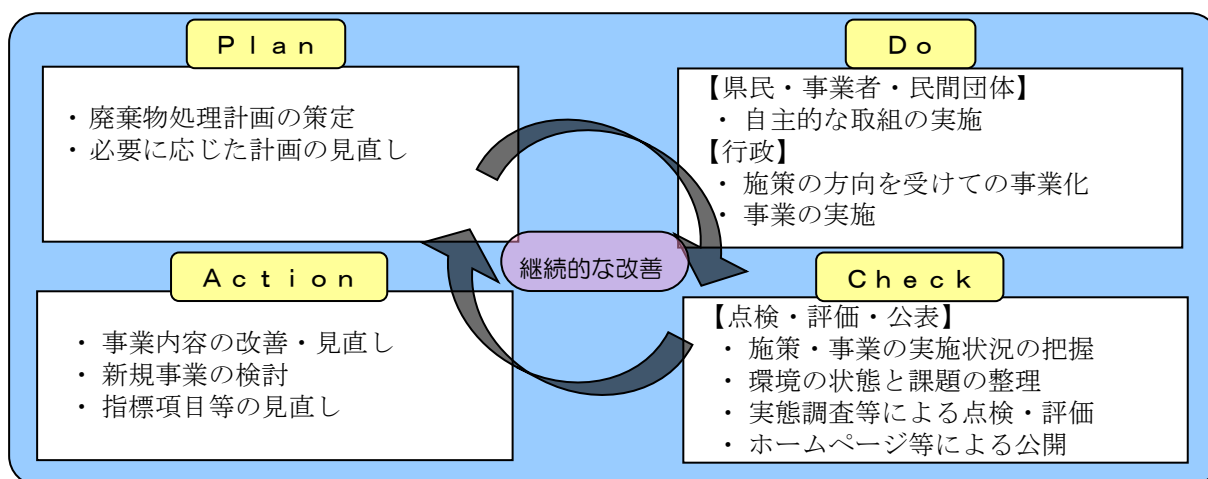 Ｐｌａｎ
・ 廃棄物処理計画の策定
・ 必要に応じた計画の見直し
Ｄｏ
【県民・事業者・民間団体】
・ 自主的な取組の実施
【行政】
・ 施策の方向を受けての事業化
・ 事業の実施
継続的な改善
Ａｃｔｉｏｎ
・ 事業内容の改善・見直し
・ 新規事業の検討
・ 指標項目等の見直し
Ｃｈｅｃｋ
【点検・評価・公表】
・ 施策・事業の実施状況の把握
・ 環境の状態と課題の整理
・ 実態調査等による点検・評価
・ ホームページ等による公開